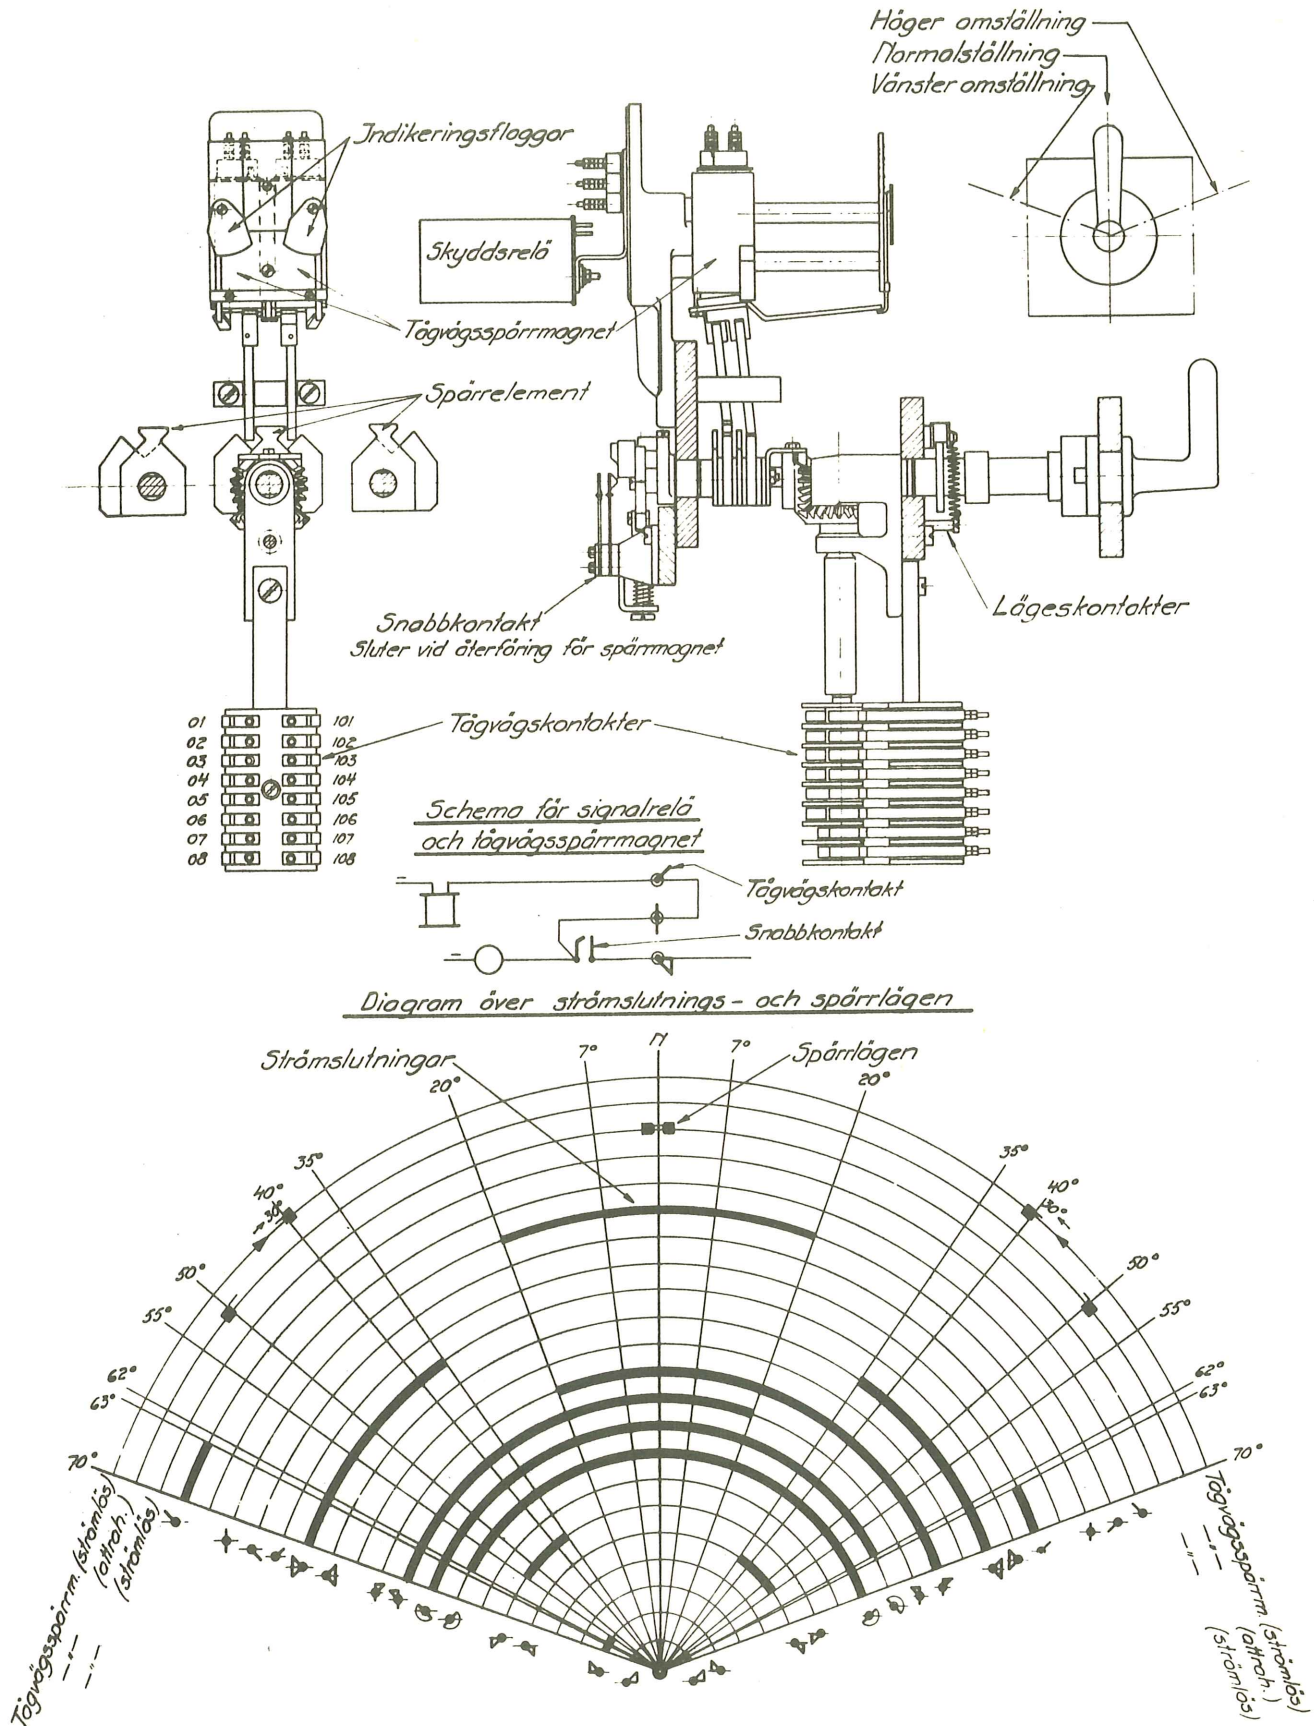 Höger omställning
Normalställning
Vänster omställning
Indikeringsflaggor
Skyddsrelä
Tågvägsspärrmagnet
Spärrelement
Snabbkontakt
Sluter vid återföring för spärrmagnet
Lägeskontakter
01 101
02 102
03 103
04 104
05 105
06 106
07 107
08 108
Tågvägskontakter
Schema för signalrelä
och tågvägsspärrmagnet
Tågvägskontakt
Snabbkontakt
Diagram över strömslutnings- och spärrlägen
Strömslutningar
Spärrlägen
70°
63°
62°
55°
50°
40°
30°
35°
20°
7°
N
7°
20°
35°
40°
30°
50°
55°
62°
63°
70°
Tågvägsspärrm. (strömlös)
—„— (attrah.)
—„— (strömlös)
Tågvägsspärrm. (strömlös)
—„— (attrah.)
—„— (strömlös)